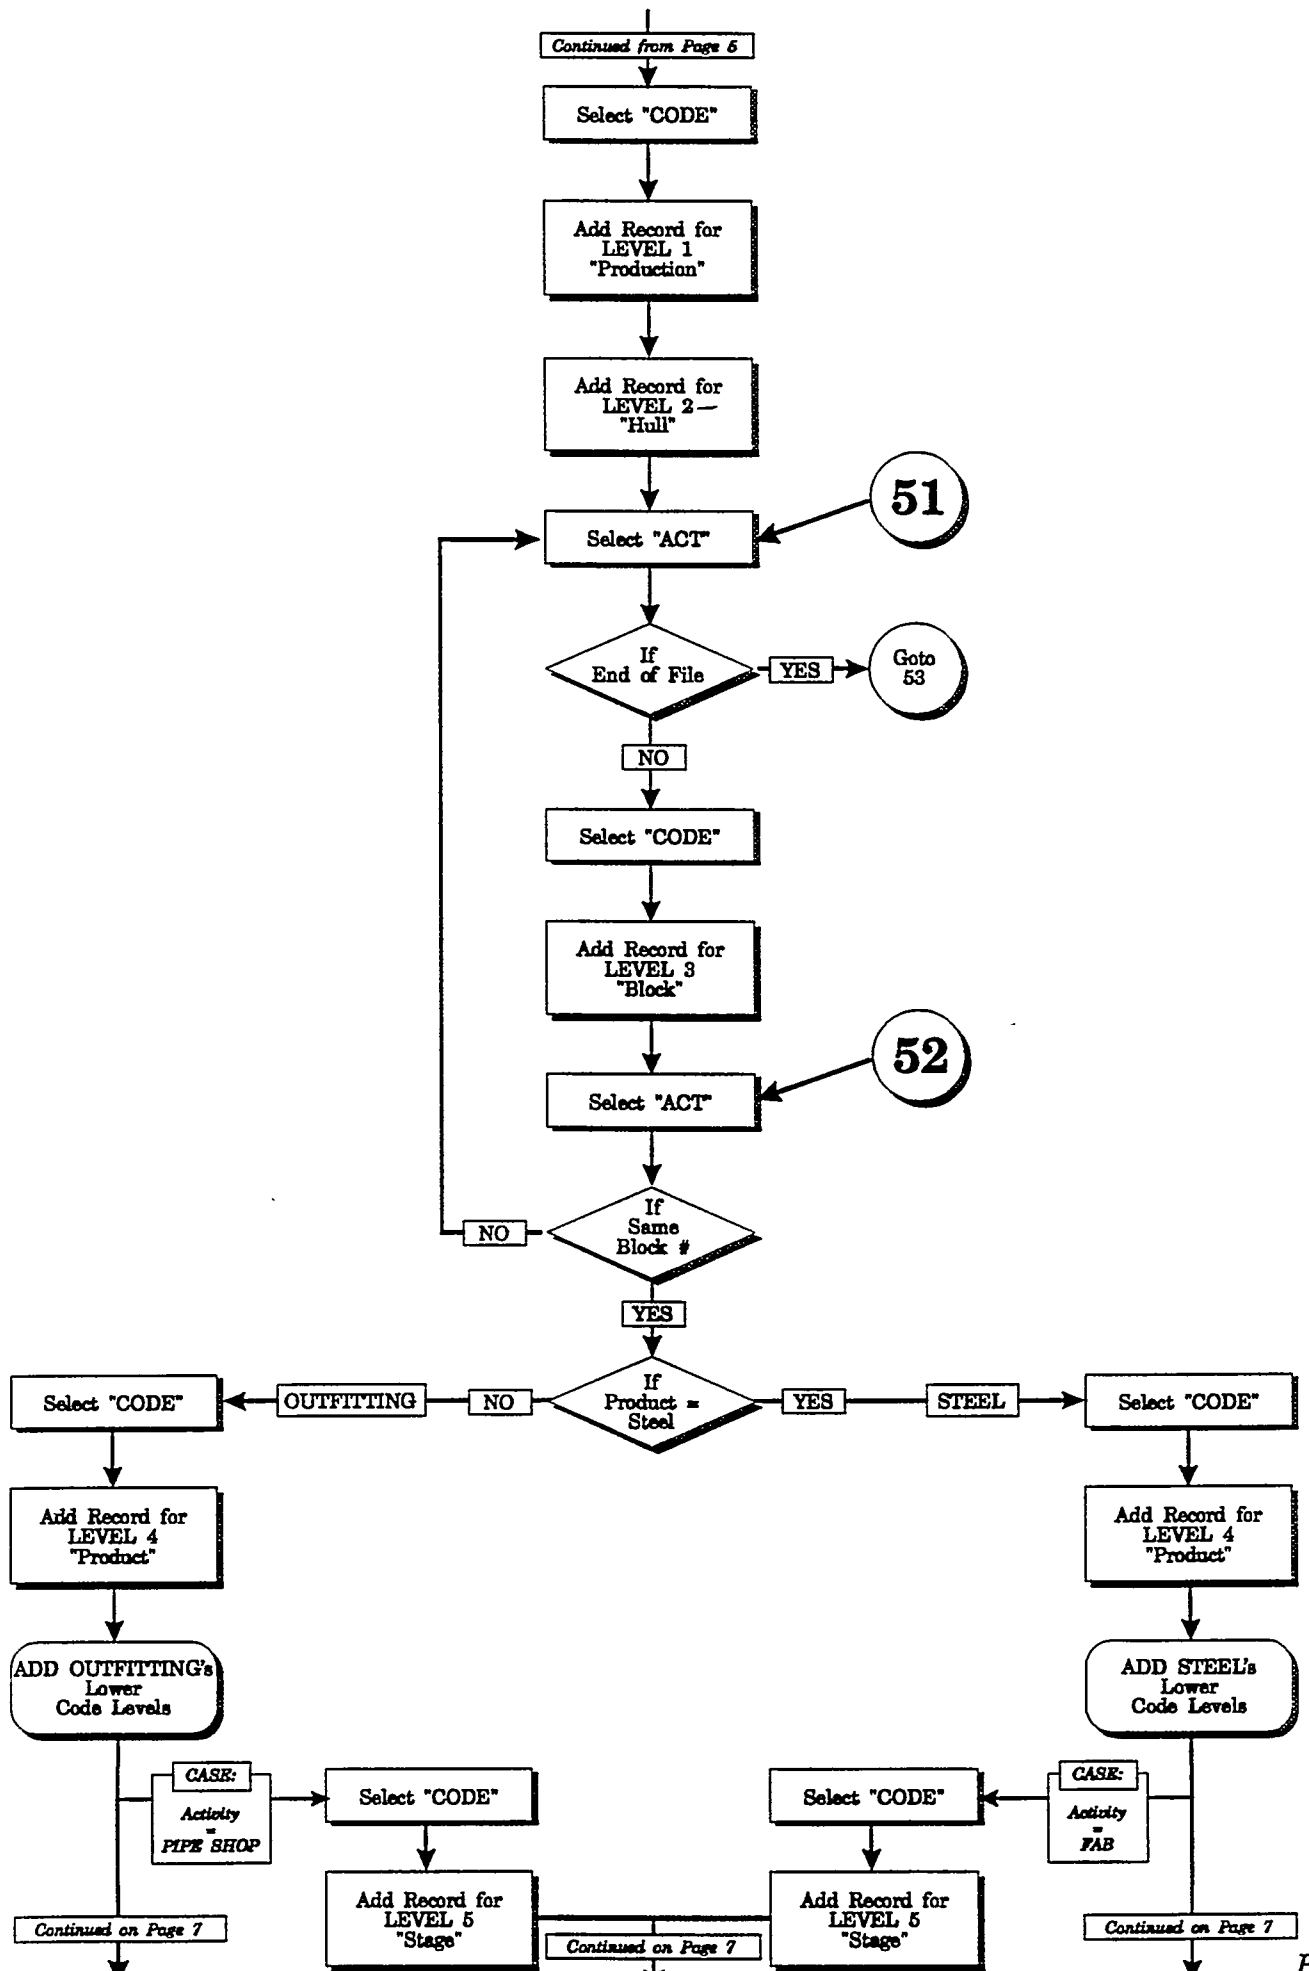 Continued from Page 5
Select "CODE"
Add Record for
LEVEL 1
"Production"
Add Record for
LEVEL 2—
"Hull"
51
Select "ACT"
If
End of File
YES
Goto
53
NO
Select "CODE"
Add Record for
LEVEL 3
"Block"
52
Select "ACT"
If
Same
Block #
NO
YES
Select "CODE"
OUTFITTING
NO
If
Product =
Steel
YES
STEEL
Select "CODE"
Add Record for
LEVEL 4
"Product"
Add Record for
LEVEL 4
"Product"
ADD OUTFITTING's
Lower
Code Levels
ADD STEEL's
Lower
Code Levels
CASE:
Activity
=
PIPE SHOP
Select "CODE"
Select "CODE"
CASE:
Activity
=
FAB
Add Record for
LEVEL 5
"Stage"
Add Record for
LEVEL 5
"Stage"
Continued on Page 7
Continued on Page 7
Continued on Page 7